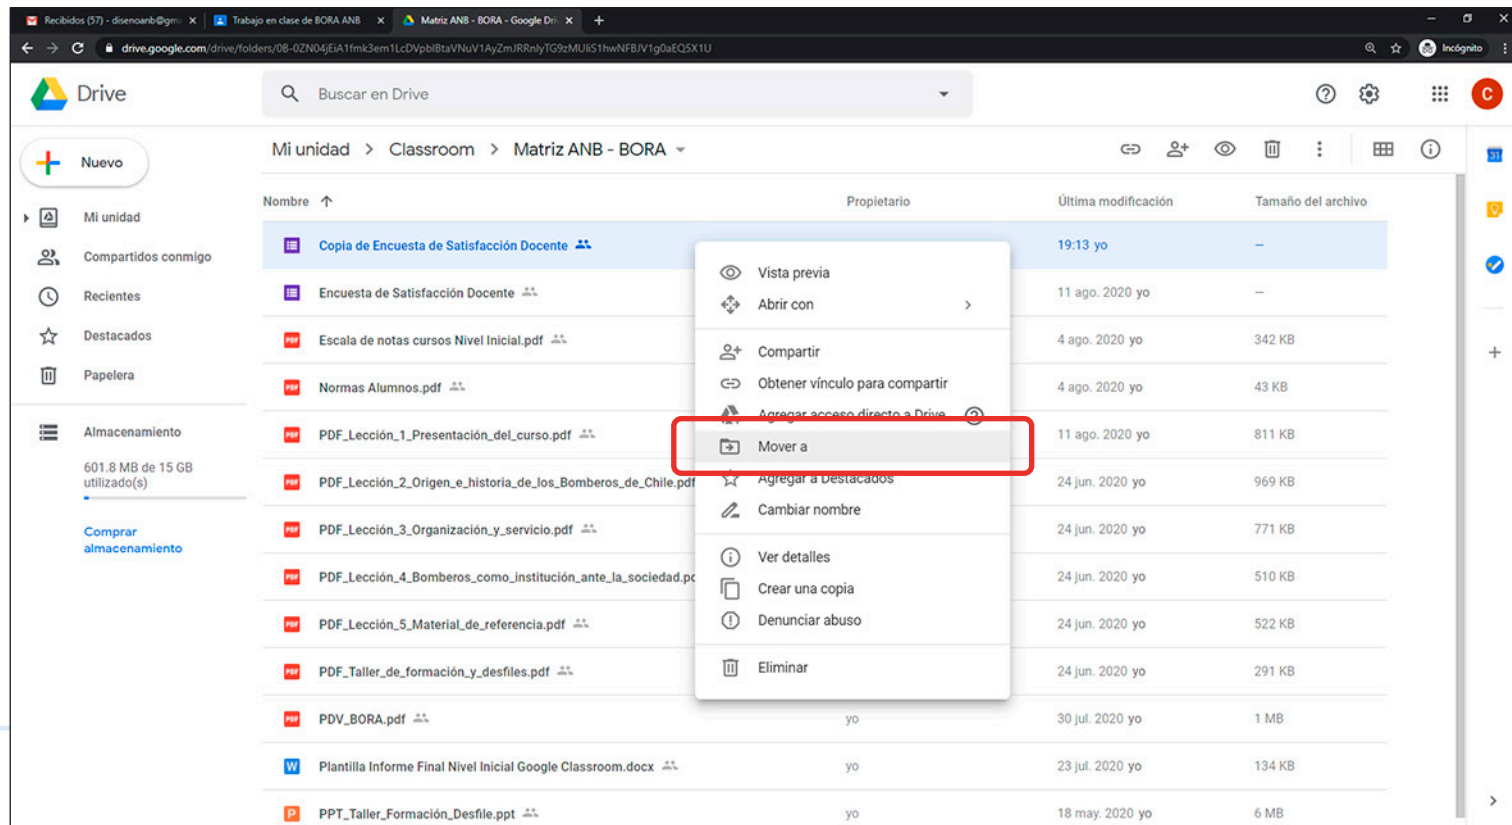 Recibidos (57) - disenoanb@gm
Trabajo en clase de BORA ANB
Matriz ANB - BORA - Google Dri
drive.google.com/drive/folders/
Incógnito
Drive
Buscar en Drive
C
Nuevo
Mi unidad > Classroom > Matriz ANB - BORA
31
Nombre
Propietario
Última modificación
Tamaño del archivo
Mi unidad
Compartidos conmigo
Recientes
Destacados
Papelera
Almacenamiento
601.8 MB de 15 GB
utilizado(s)
Comprar
almacenamiento
Copia de Encuesta de Satisfacción Docente
19:13 yo
–
Encuesta de Satisfacción Docente
11 ago. 2020 yo
–
PDF Escala de notas cursos Nivel Inicial.pdf
4 ago. 2020 yo
342 KB
PDF Normas Alumnos.pdf
4 ago. 2020 yo
43 KB
PDF PDF_Lección_1_Presentación_del_curso.pdf
11 ago. 2020 yo
811 KB
PDF PDF_Lección_2_Origen_e_historia_de_los_Bomberos_de_Chile.pdf
24 jun. 2020 yo
969 KB
PDF PDF_Lección_3_Organización_y_servicio.pdf
24 jun. 2020 yo
771 KB
PDF PDF_Lección_4_Bomberos_como_institución_ante_la_sociedad.pd
24 jun. 2020 yo
510 KB
PDF PDF_Lección_5_Material_de_referencia.pdf
24 jun. 2020 yo
522 KB
PDF PDF_Taller_de_formación_y_desfiles.pdf
24 jun. 2020 yo
291 KB
PDF PDV_BORA.pdf
yo
30 jul. 2020 yo
1 MB
W Plantilla Informe Final Nivel Inicial Google Classroom.docx
yo
23 jul. 2020 yo
134 KB
P PPT_Taller_Formación_Desfile.ppt
yo
18 may. 2020 yo
6 MB
Vista previa
Abrir con
Compartir
Obtener vínculo para compartir
Agregar acceso directo a Drive
Mover a
Agregar a Destacados
Cambiar nombre
Ver detalles
Crear una copia
Denunciar abuso
Eliminar